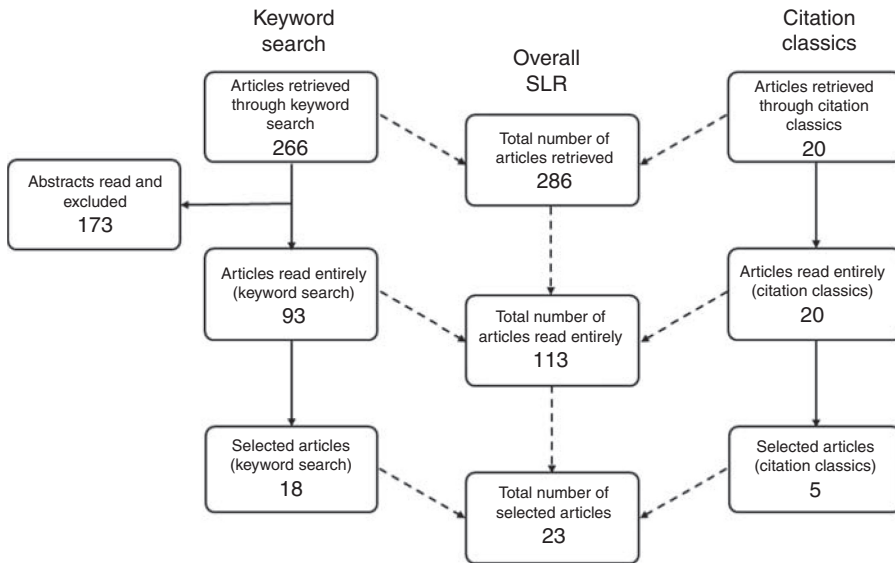 Keyword
search
Overall
SLR
Citation
classics
Articles retrieved
through keyword
search
266
Total number of
articles retrieved
286
Articles retrieved
through citation
classics
20
Abstracts read and
excluded
173
Articles read entirely
(keyword search)
93
Total number of
articles read entirely
113
Articles read entirely
(citation classics)
20
Selected articles
(keyword search)
18
Total number of
selected articles
23
Selected articles
(citation classics)
5